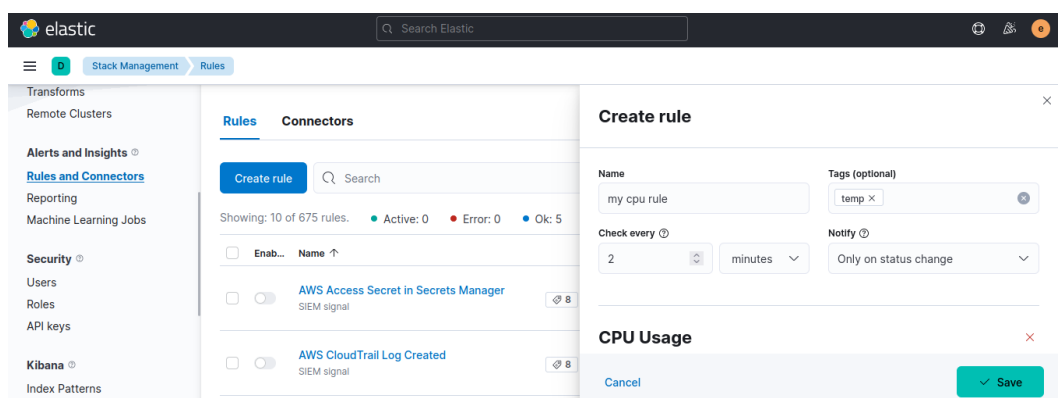 elastic
Search Elastic
e
D
Stack Management
Rules
Transforms
Remote Clusters
Alerts and Insights
Rules and Connectors
Reporting
Machine Learning Jobs
Security
Users
Roles
API keys
Kibana
Index Patterns
Rules Connectors
Create rule
Search
Showing: 10 of 675 rules. Active: 0 Error: 0 Ok: 5
Enab... Name ↑
AWS Access Secret in Secrets Manager
SIEM signal
8
AWS CloudTrail Log Created
SIEM signal
8
Create rule
Name
my cpu rule
Tags (optional)
temp ×
Check every
2
minutes
Notify
Only on status change
CPU Usage
Cancel
Save